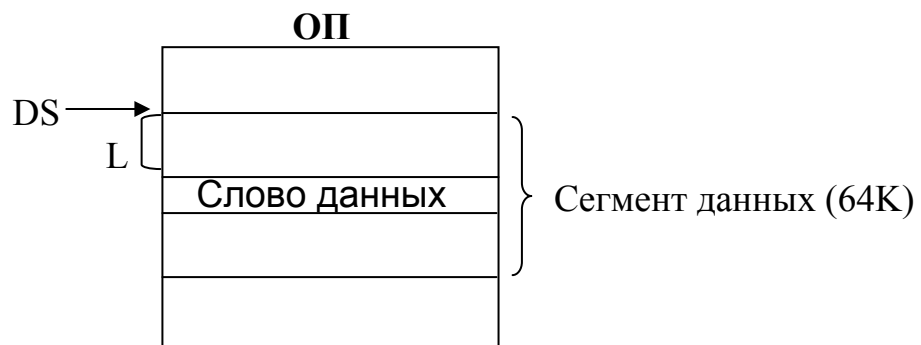 ОП
DS
L
Слово данных
Сегмент данных (64K)